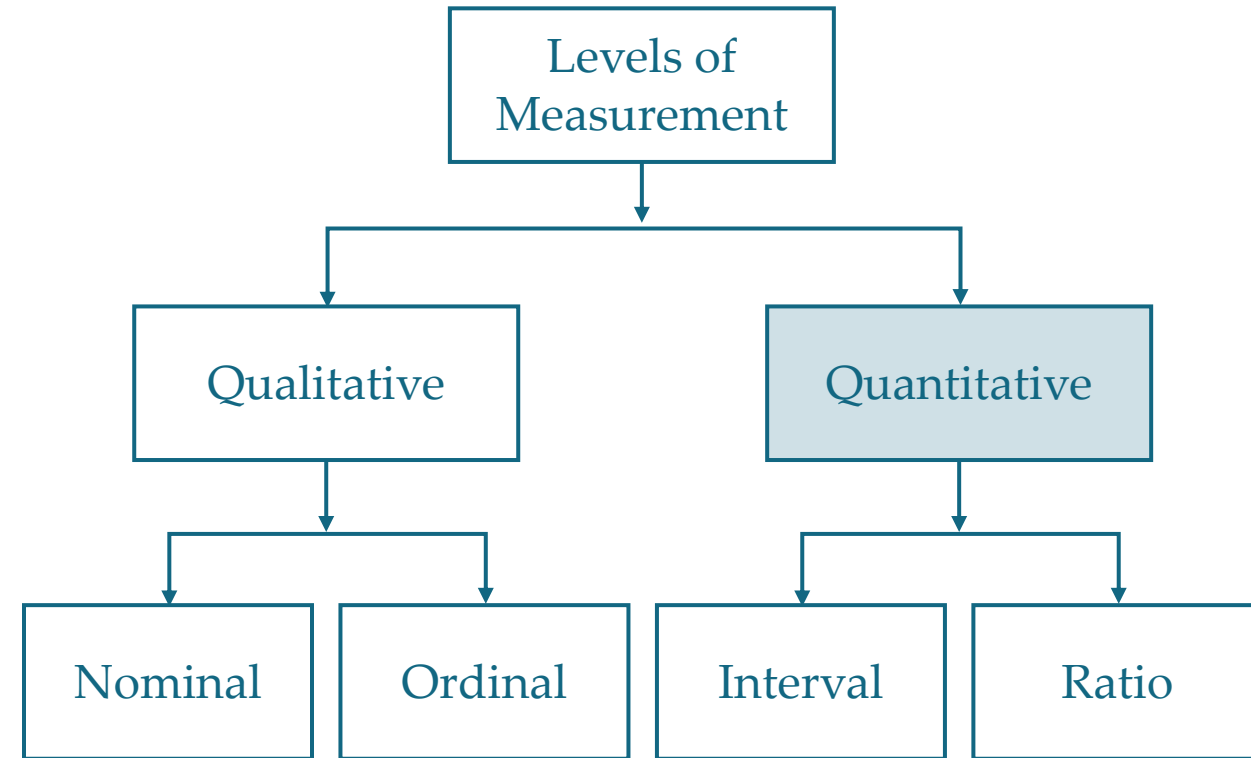 Levels of
Measurement
Qualitative
Quantitative
Nominal
Ordinal
Interval
Ratio